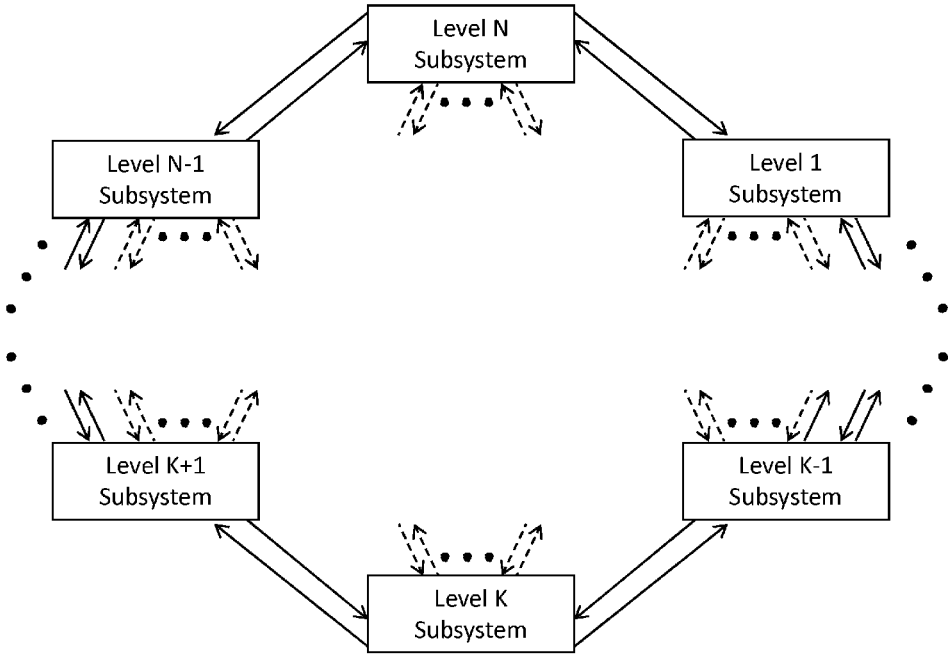 Level N
Subsystem
Level N-1
Subsystem
Level 1
Subsystem
Level K+1
Subsystem
Level K-1
Subsystem
Level K
Subsystem